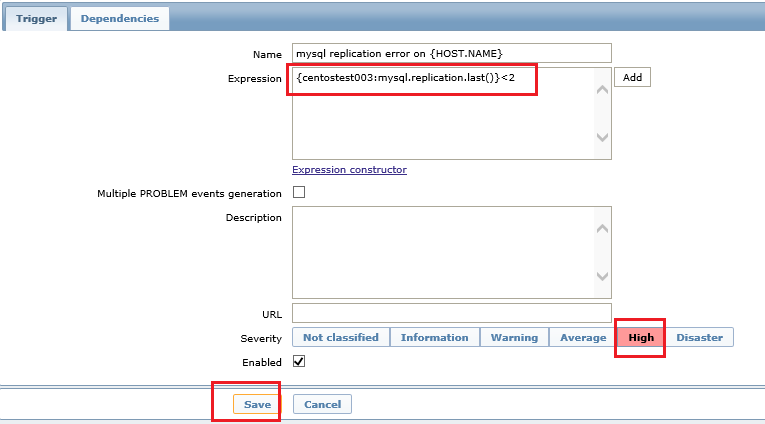 Trigger Dependencies
Name mysql replication error on {HOST.NAME}
Expression {centostest003:mysql.replication.last()}<2 Add
Expression constructor
Multiple PROBLEM events generation
Description
URL
Severity Not classified Information Warning Average High Disaster
Enabled
Save Cancel